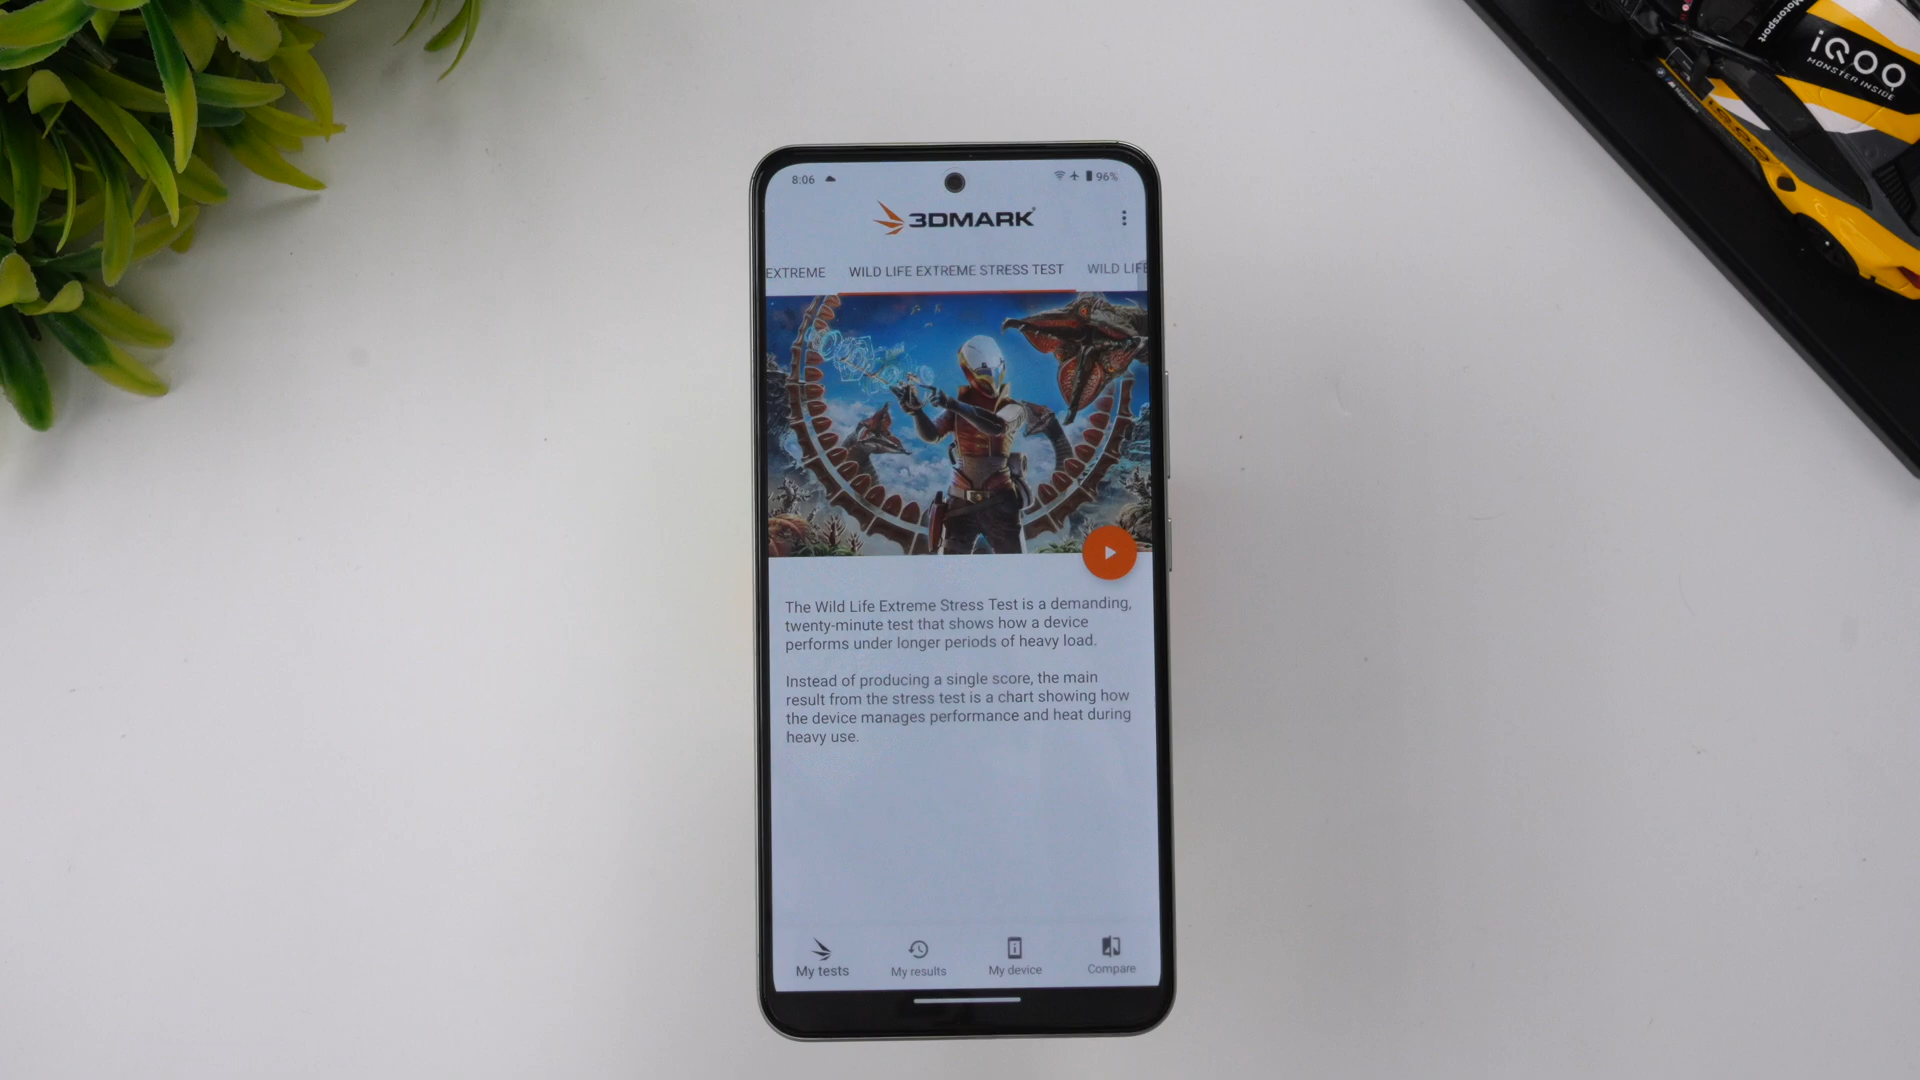 Motorsport
iQOO
MONSTER INSIDE
iQOO
8:06
96%
3DMARK
EXTREME
WILD LIFE EXTREME STRESS TEST
WILD LIFE
The Wild Life Extreme Stress Test is a demanding,
twenty-minute test that shows how a device
performs under longer periods of heavy load.
Instead of producing a single score, the main
result from the stress test is a chart showing how
the device manages performance and heat during
heavy use.
My tests
My results
My device
Compare